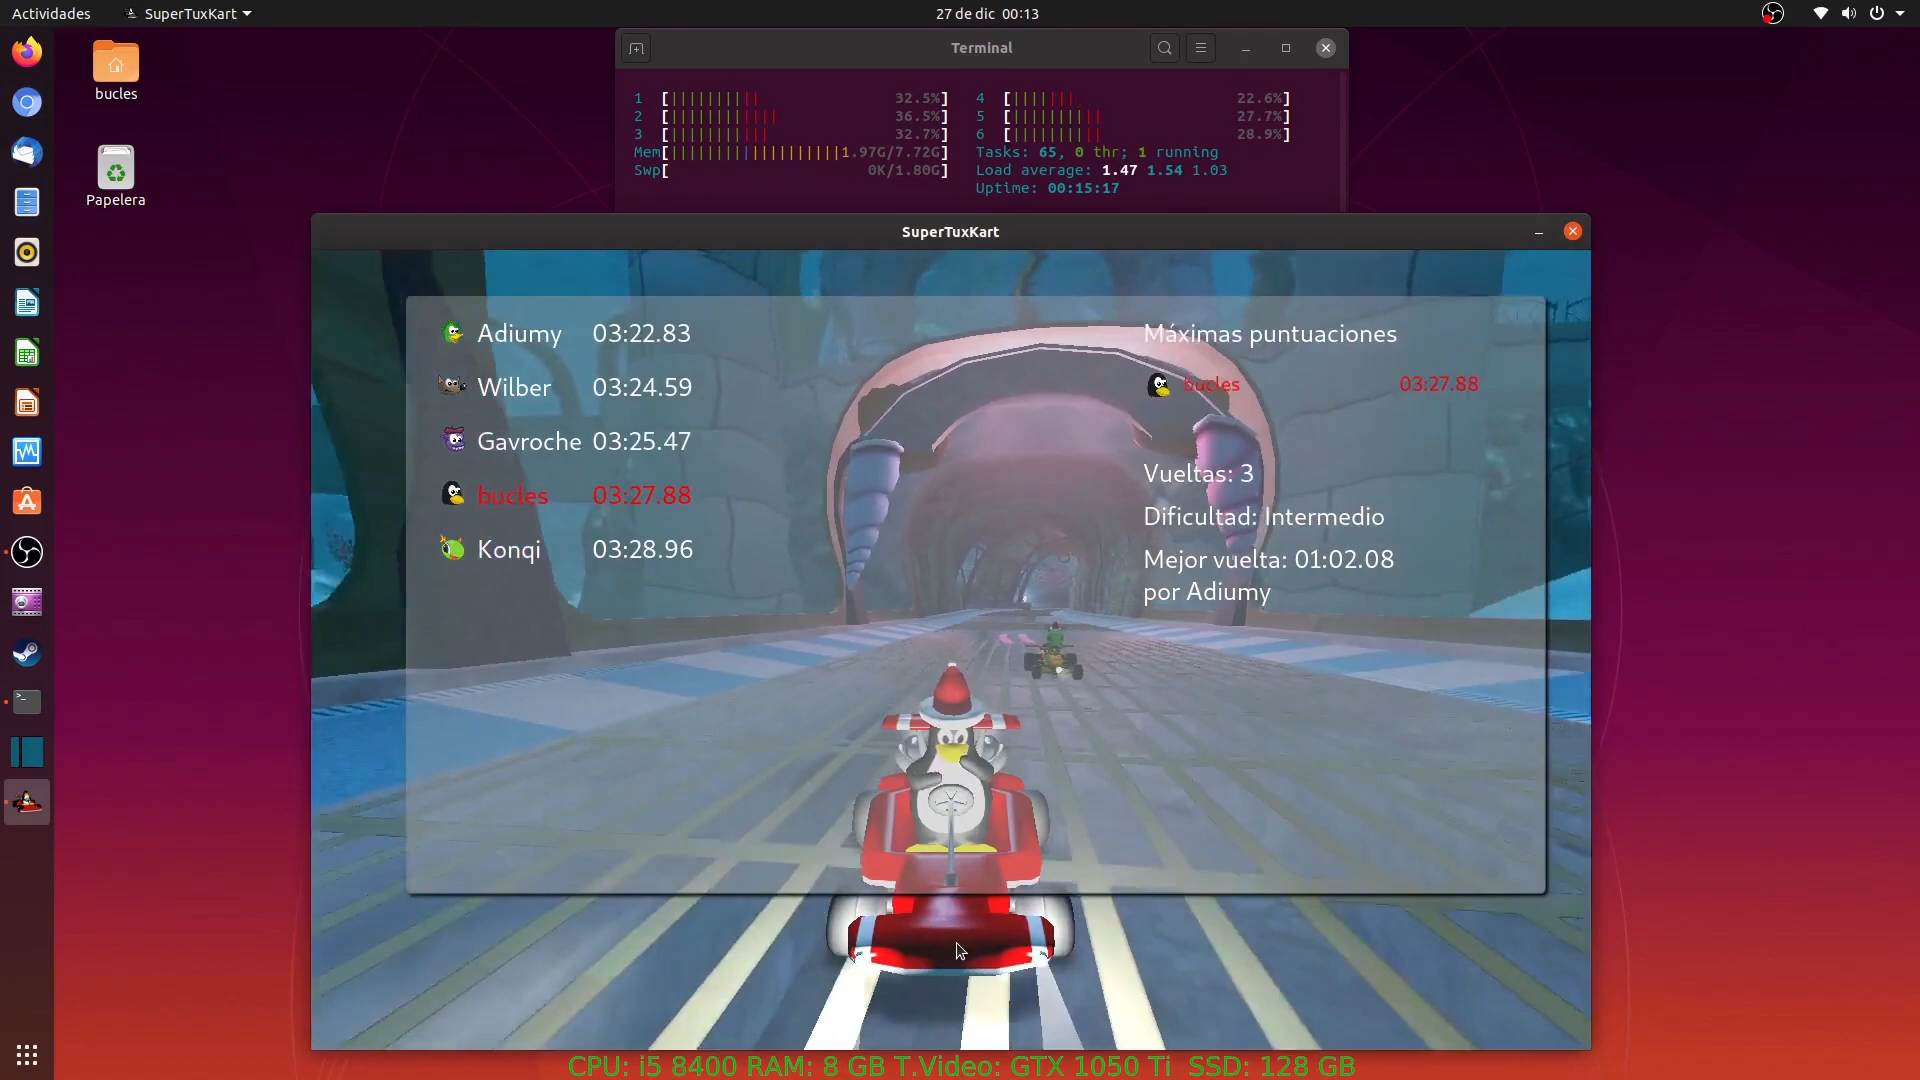 Actividades
SuperTuxKart
27 de dic 00:13
bucles
Papelera
Terminal
1 [|||||||||| 32.5%]
2 [|||||||||||| 36.5%]
3 [||||||||||| 32.7%]
Mem[|||||||||||||||||||1.97G/7.72G]
Swp[ 0K/1.80G]
4 [||||||| 22.6%]
5 [|||||||||| 27.7%]
6 [|||||||||| 28.9%]
Tasks: 65, 0 thr; 1 running
Load average: 1.47 1.54 1.03
Uptime: 00:15:17
SuperTuxKart
Adiumy 03:22.83
Wilber 03:24.59
Gavroche 03:25.47
bucles 03:27.88
Konqi 03:28.96
Máximas puntuaciones
bucles 03:27.88
Vueltas: 3
Dificultad: Intermedio
Mejor vuelta: 01:02.08
por Adiumy
CPU: i5 8400 RAM: 8 GB T.Video: GTX 1050 Ti SSD: 128 GB